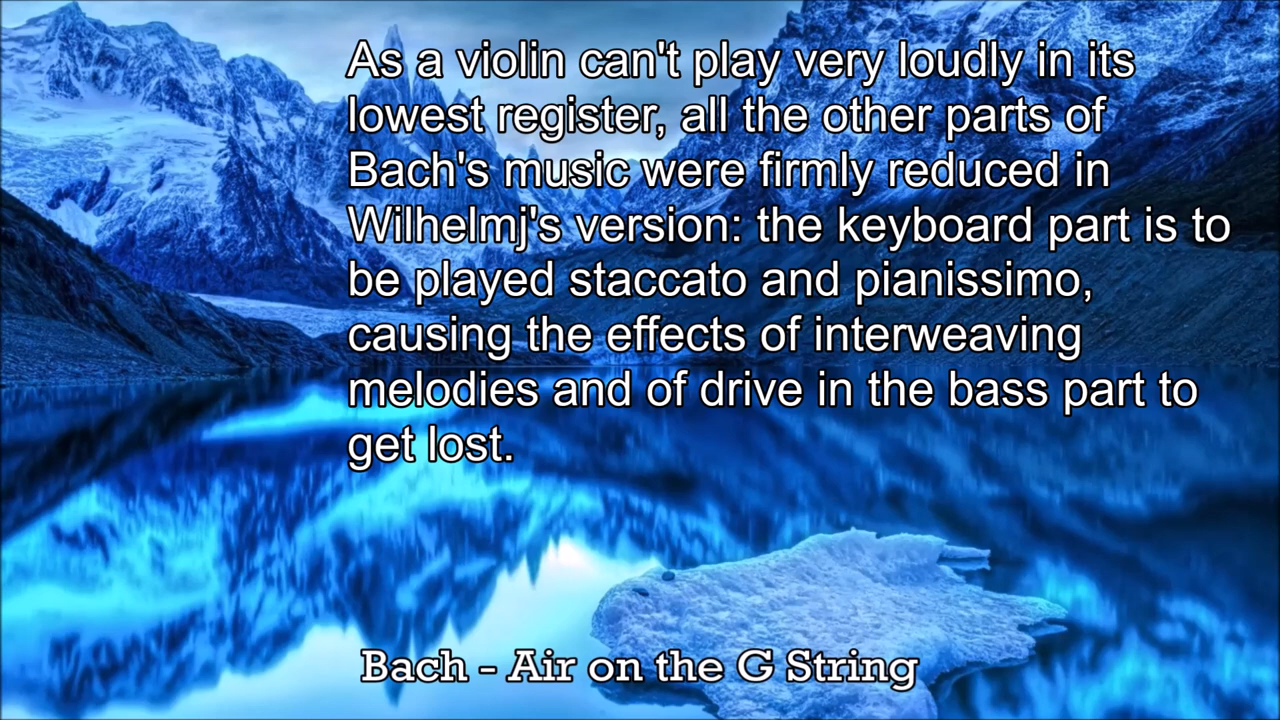 As a violin can't play very loudly in its
lowest register, all the other parts of
Bach's music were firmly reduced in
Wilhelmj's version: the keyboard part is to
be played staccato and pianissimo,
causing the effects of interweaving
melodies and of drive in the bass part to
get lost.
Bach - Air on the G String